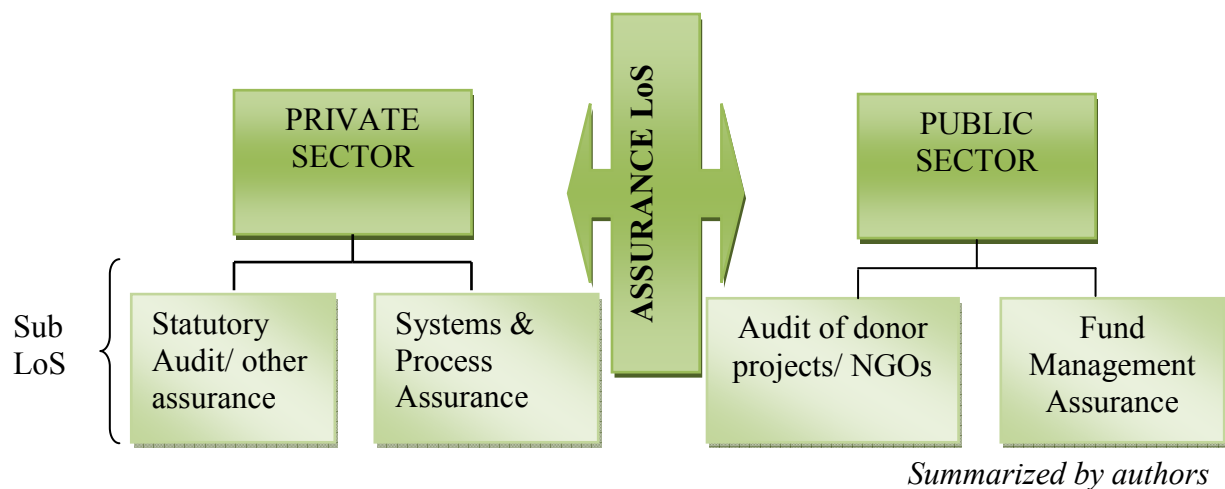 PRIVATE
SECTOR
ASSURANCE LoS
PUBLIC
SECTOR
Sub
LoS
Statutory
Audit/ other
assurance
Systems &
Process
Assurance
Audit of donor
projects/ NGOs
Fund
Management
Assurance
Summarized by authors